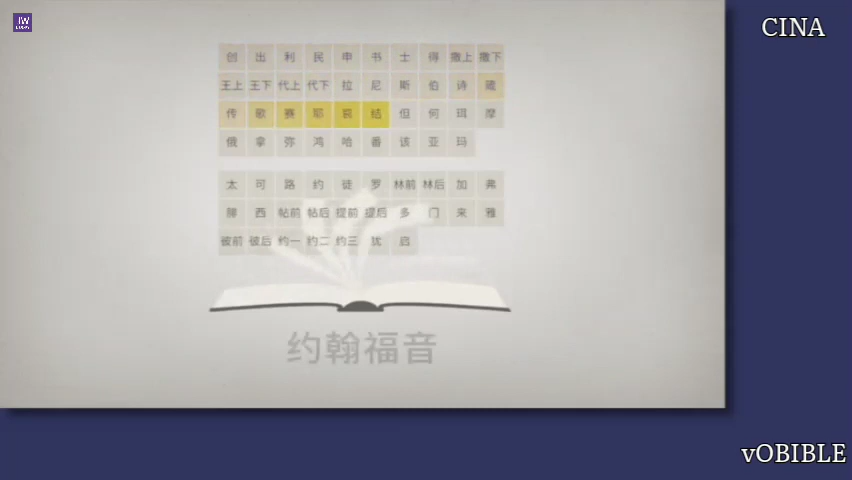 JW
CINA
创 出 利 民 申 书 士 得 撒上 撒下
王上 王下 代上 代下 拉 尼 斯 伯 诗 箴
传 歌 赛 耶 哀 结 但 何 珥 摩
俄 拿 弥 鸿 哈 番 该 亚 玛
太 可 路 约 徒 罗 林前 林后 加 弗
腓 西 帖前 帖后 提前 提后 多 门 来 雅
彼前 彼后 约一 约二 约三 犹 启
约翰福音
vOBIBLE